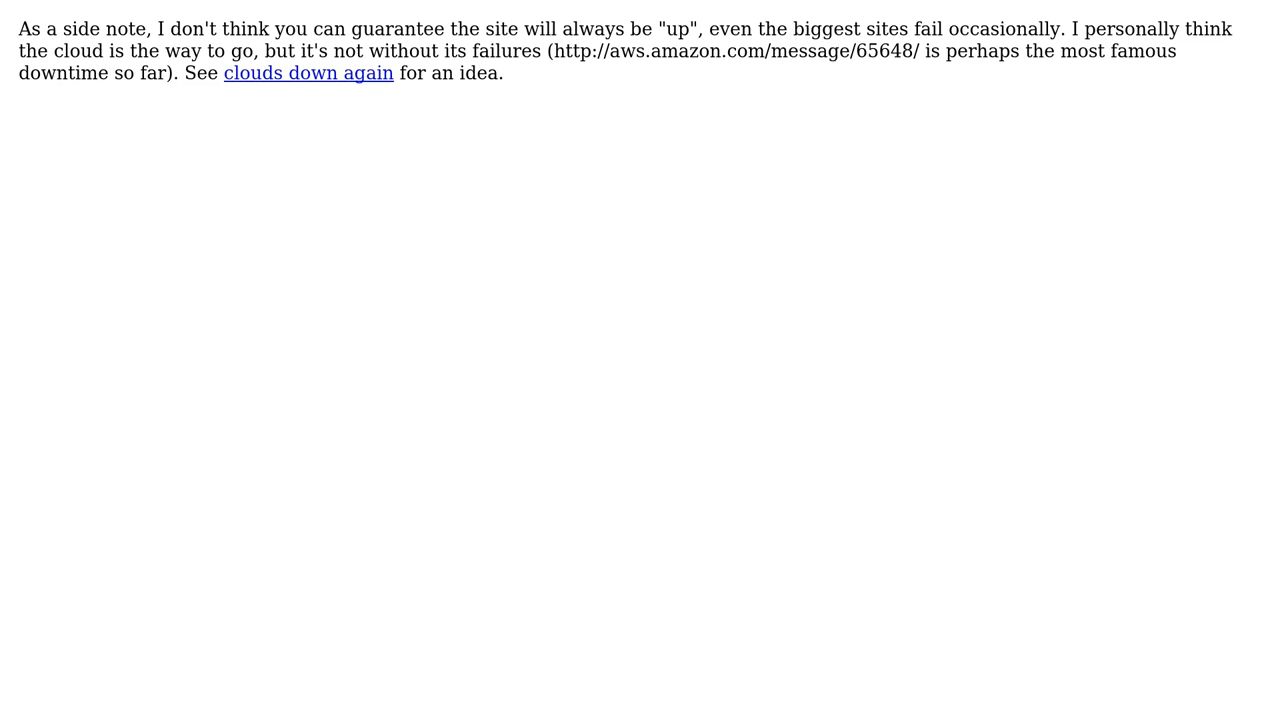 As a side note, I don't think you can guarantee the site will always be "up", even the biggest sites fail occasionally. I personally think
the cloud is the way to go, but it's not without its failures (http://aws.amazon.com/message/65648/ is perhaps the most famous
downtime so far). See clouds down again for an idea.